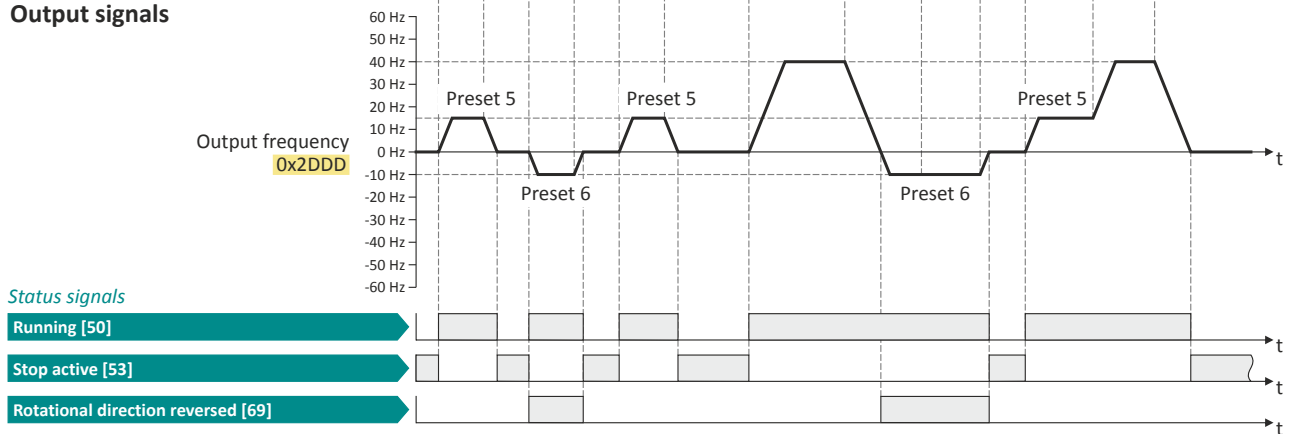 Output signals
60 Hz
50 Hz
40 Hz
30 Hz
20 Hz
10 Hz
0 Hz
-10 Hz
-20 Hz
-30 Hz
-40 Hz
-50 Hz
-60 Hz
Output frequency
0x2DDD
Preset 5
Preset 5
Preset 5
Preset 6
Preset 6
t
Status signals
Running [50]
t
Stop active [53]
t
Rotational direction reversed [69]
t